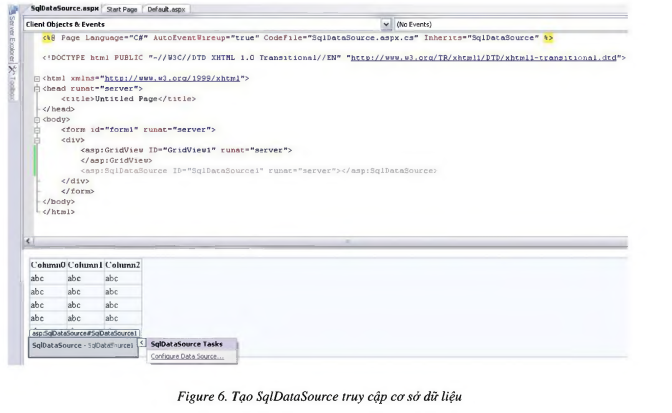 SqlDataSource.aspx Start Page Default.aspx
Client Objects & Events (No Events)
<%@ Page Language="C#" AutoEventWireup="true" CodeFile="SqlDataSource.aspx.cs" Inherits="SqlDataSource" %>
<!DOCTYPE html PUBLIC "-//W3C//DTD XHTML 1.0 Transitional//EN" "http://www.w3.org/TR/xhtml1/DTD/xhtml1-transitional.dtd">
<html xmlns="http://www.w3.org/1999/xhtml">
<head runat="server">
<title>Untitled Page</title>
</head>
<body>
<form id="form1" runat="server">
<div>
<asp:GridView ID="GridView1" runat="server">
</asp:GridView>
<asp:SqlDataSource ID="SqlDataSource1" runat="server"></asp:SqlDataSource>
</div>
</form>
</body>
</html>
Server Explorer
Toolbox
Column0 Column1 Column2
abc abc abc
abc abc abc
abc abc abc
abc abc abc
asp:SqlDataSource#SqlDataSource1
SqlDataSource - SqlDataSource1
SqlDataSource Tasks
Configure Data Source...
Figure 6. Tạo SqlDataSource truy cập cơ sở dữ liệu